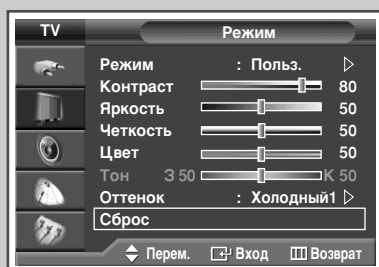 TV Режим
Режим : Польз.
Контраст 80
Яркость 50
Четкость 50
Цвет 50
Тон З 50 К 50
Оттенок : Холодный1
Сброс
Перем. Вход Возврат